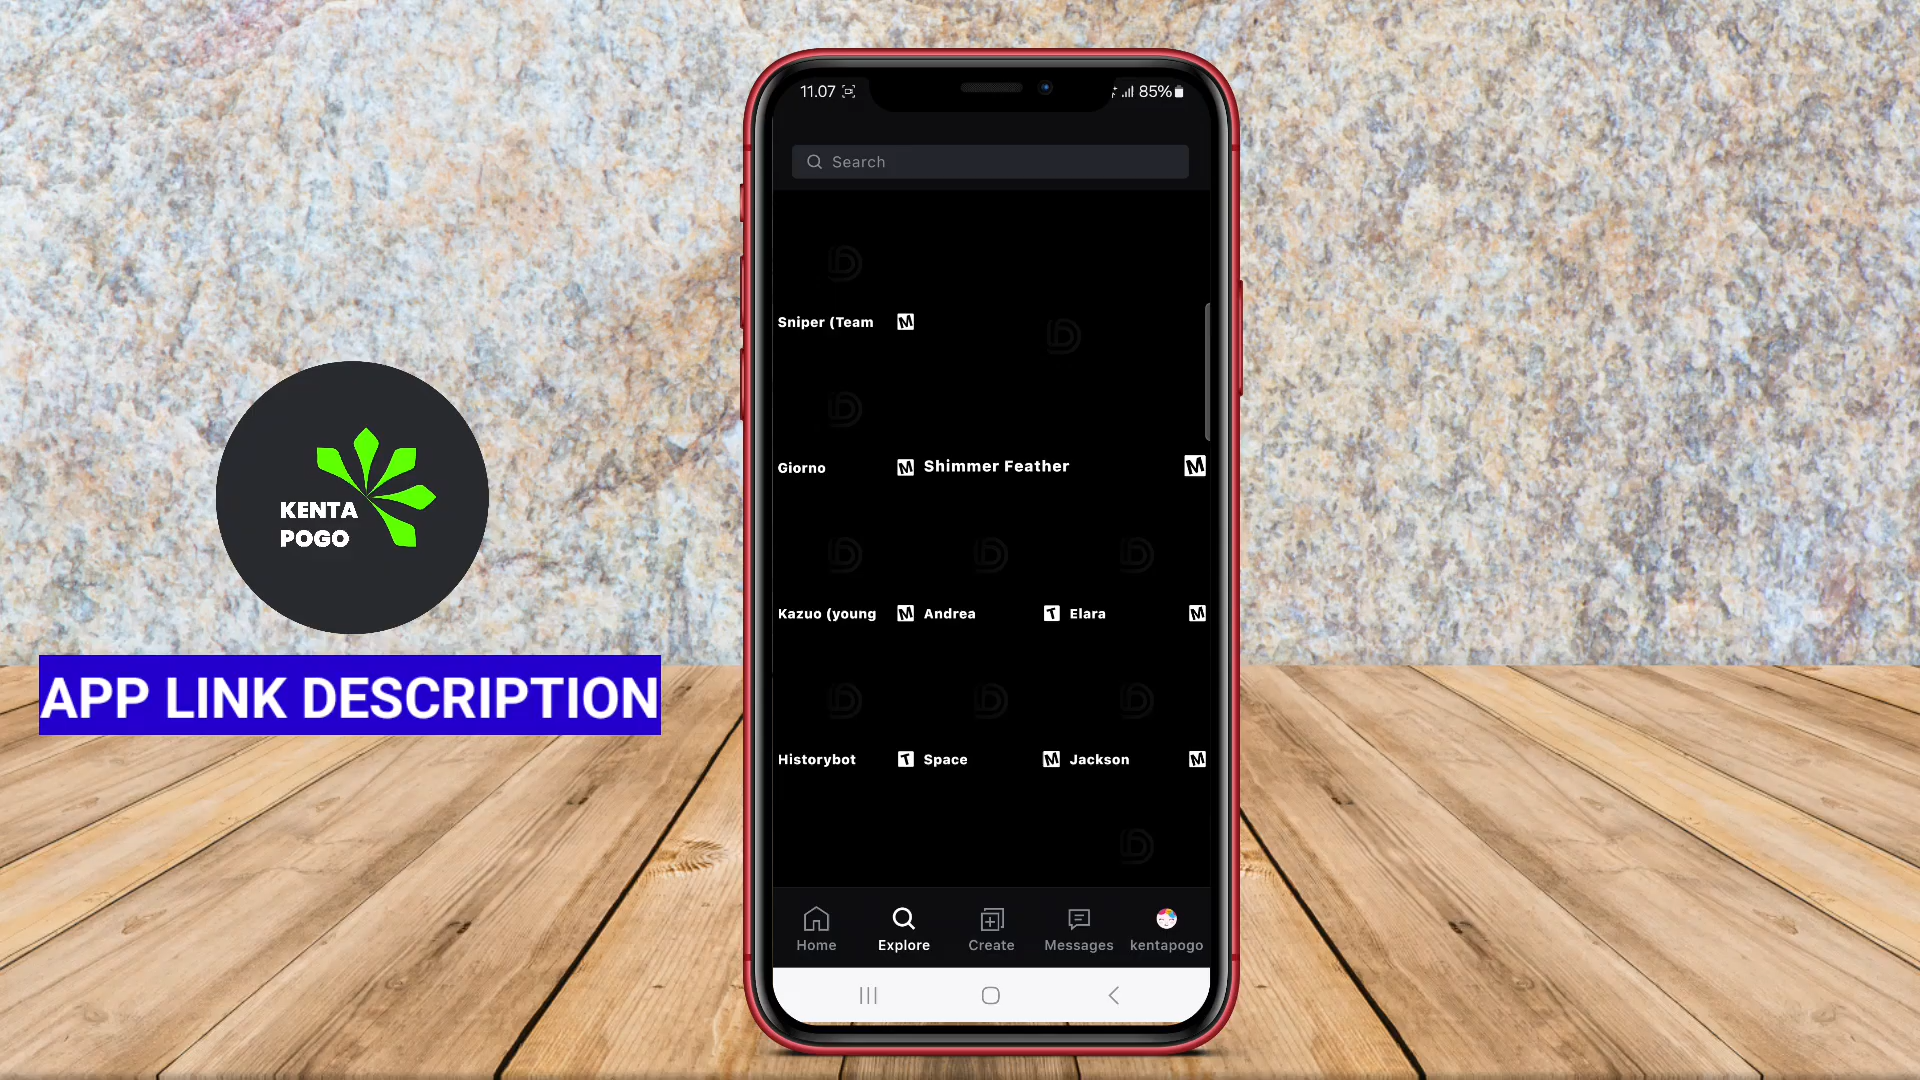 11.07
85%
Search
Sniper (Team
M
Giorno
M
Shimmer Feather
M
Kazuo (young
M
Andrea
T
Elara
M
Historybot
T
Space
M
Jackson
M
Home
Explore
Create
Messages
kentapogo
KENTA
POGO
APP LINK DESCRIPTION